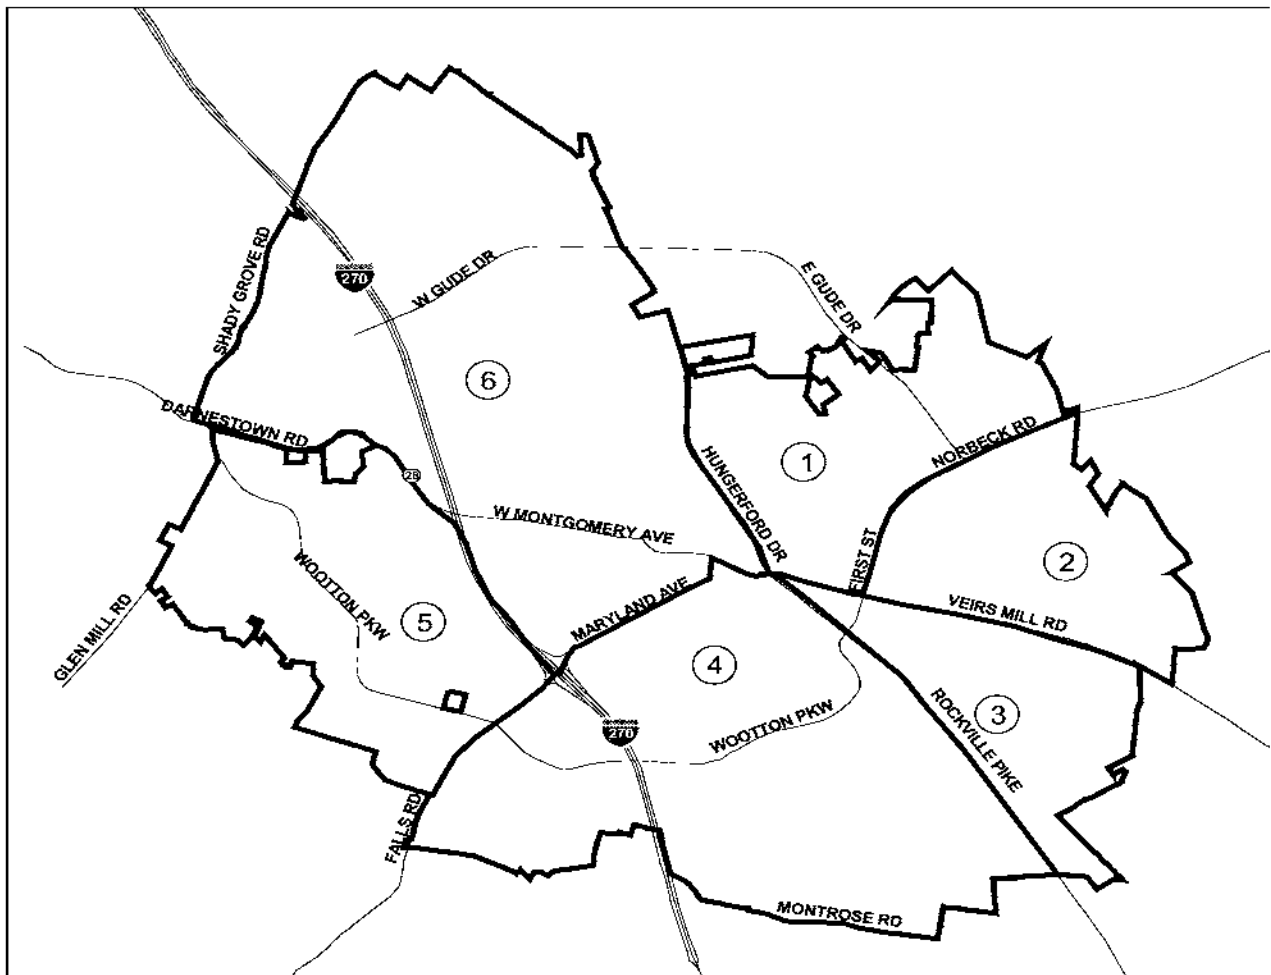 SHADY GROVE RD
270
W GUDE DR
E GUDE DR
6
DARNESTOWN RD
28
HUNGERFORD DR
1
NORBECK RD
W MONTGOMERY AVE
FIRST ST
2
WOOTTON PKW
5
MARYLAND AVE
VEIRS MILL RD
GLEN MILL RD
4
WOOTTON PKW
3
ROCKVILLE PIKE
270
FALLS RD
MONTROSE RD